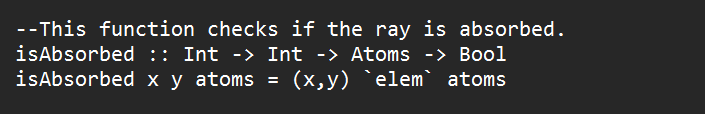 --This function checks if the ray is absorbed.
isAbsorbed :: Int -> Int -> Atoms -> Bool
isAbsorbed x y atoms = (x,y) `elem` atoms